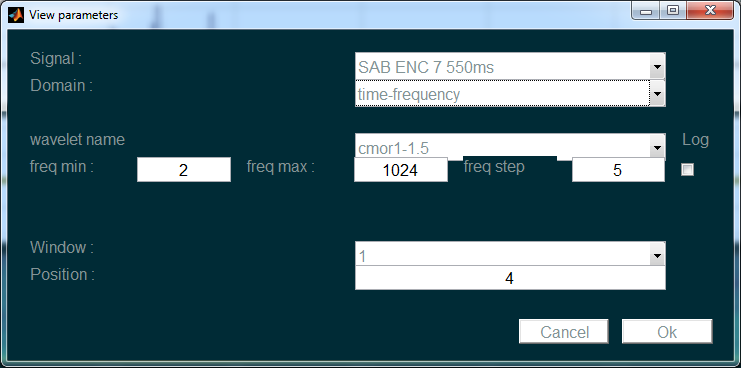 View parameters
Signal : SAB ENC 7 550ms
Domain : time-frequency
wavelet name cmor1-1.5 Log
freq min : 2 freq max : 1024 freq step 5
Window : 1
Position : 4
Cancel Ok